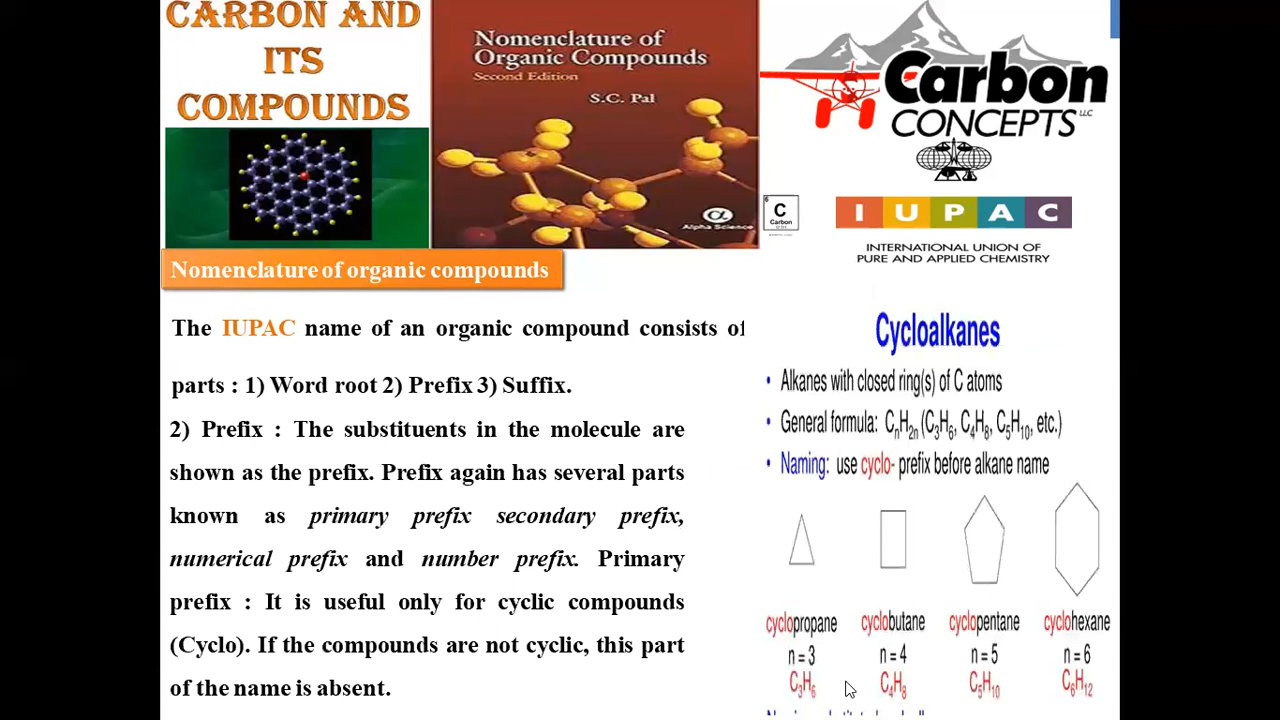 CARBON AND
ITS
COMPOUNDS
Nomenclature of
Organic Compounds
Second Edition
S.C. Pal
α
Alpha Science
Carbon
CONCEPTS LLC
6
C
Carbon
I U P A C
INTERNATIONAL UNION OF
PURE AND APPLIED CHEMISTRY
Nomenclature of organic compounds
The IUPAC name of an organic compound consists of
parts : 1) Word root 2) Prefix 3) Suffix.
2) Prefix : The substituents in the molecule are
shown as the prefix. Prefix again has several parts
known as primary prefix secondary prefix,
numerical prefix and number prefix. Primary
prefix : It is useful only for cyclic compounds
(Cyclo). If the compounds are not cyclic, this part
of the name is absent.
Cycloalkanes
• Alkanes with closed ring(s) of C atoms
• General formula: CnH2n (C3H6, C4H8, C5H10, etc.)
• Naming: use cyclo- prefix before alkane name
cyclopropane cyclobutane cyclopentane cyclohexane
n = 3 n = 4 n = 5 n = 6
C3H6 C4H8 C5H10 C6H12